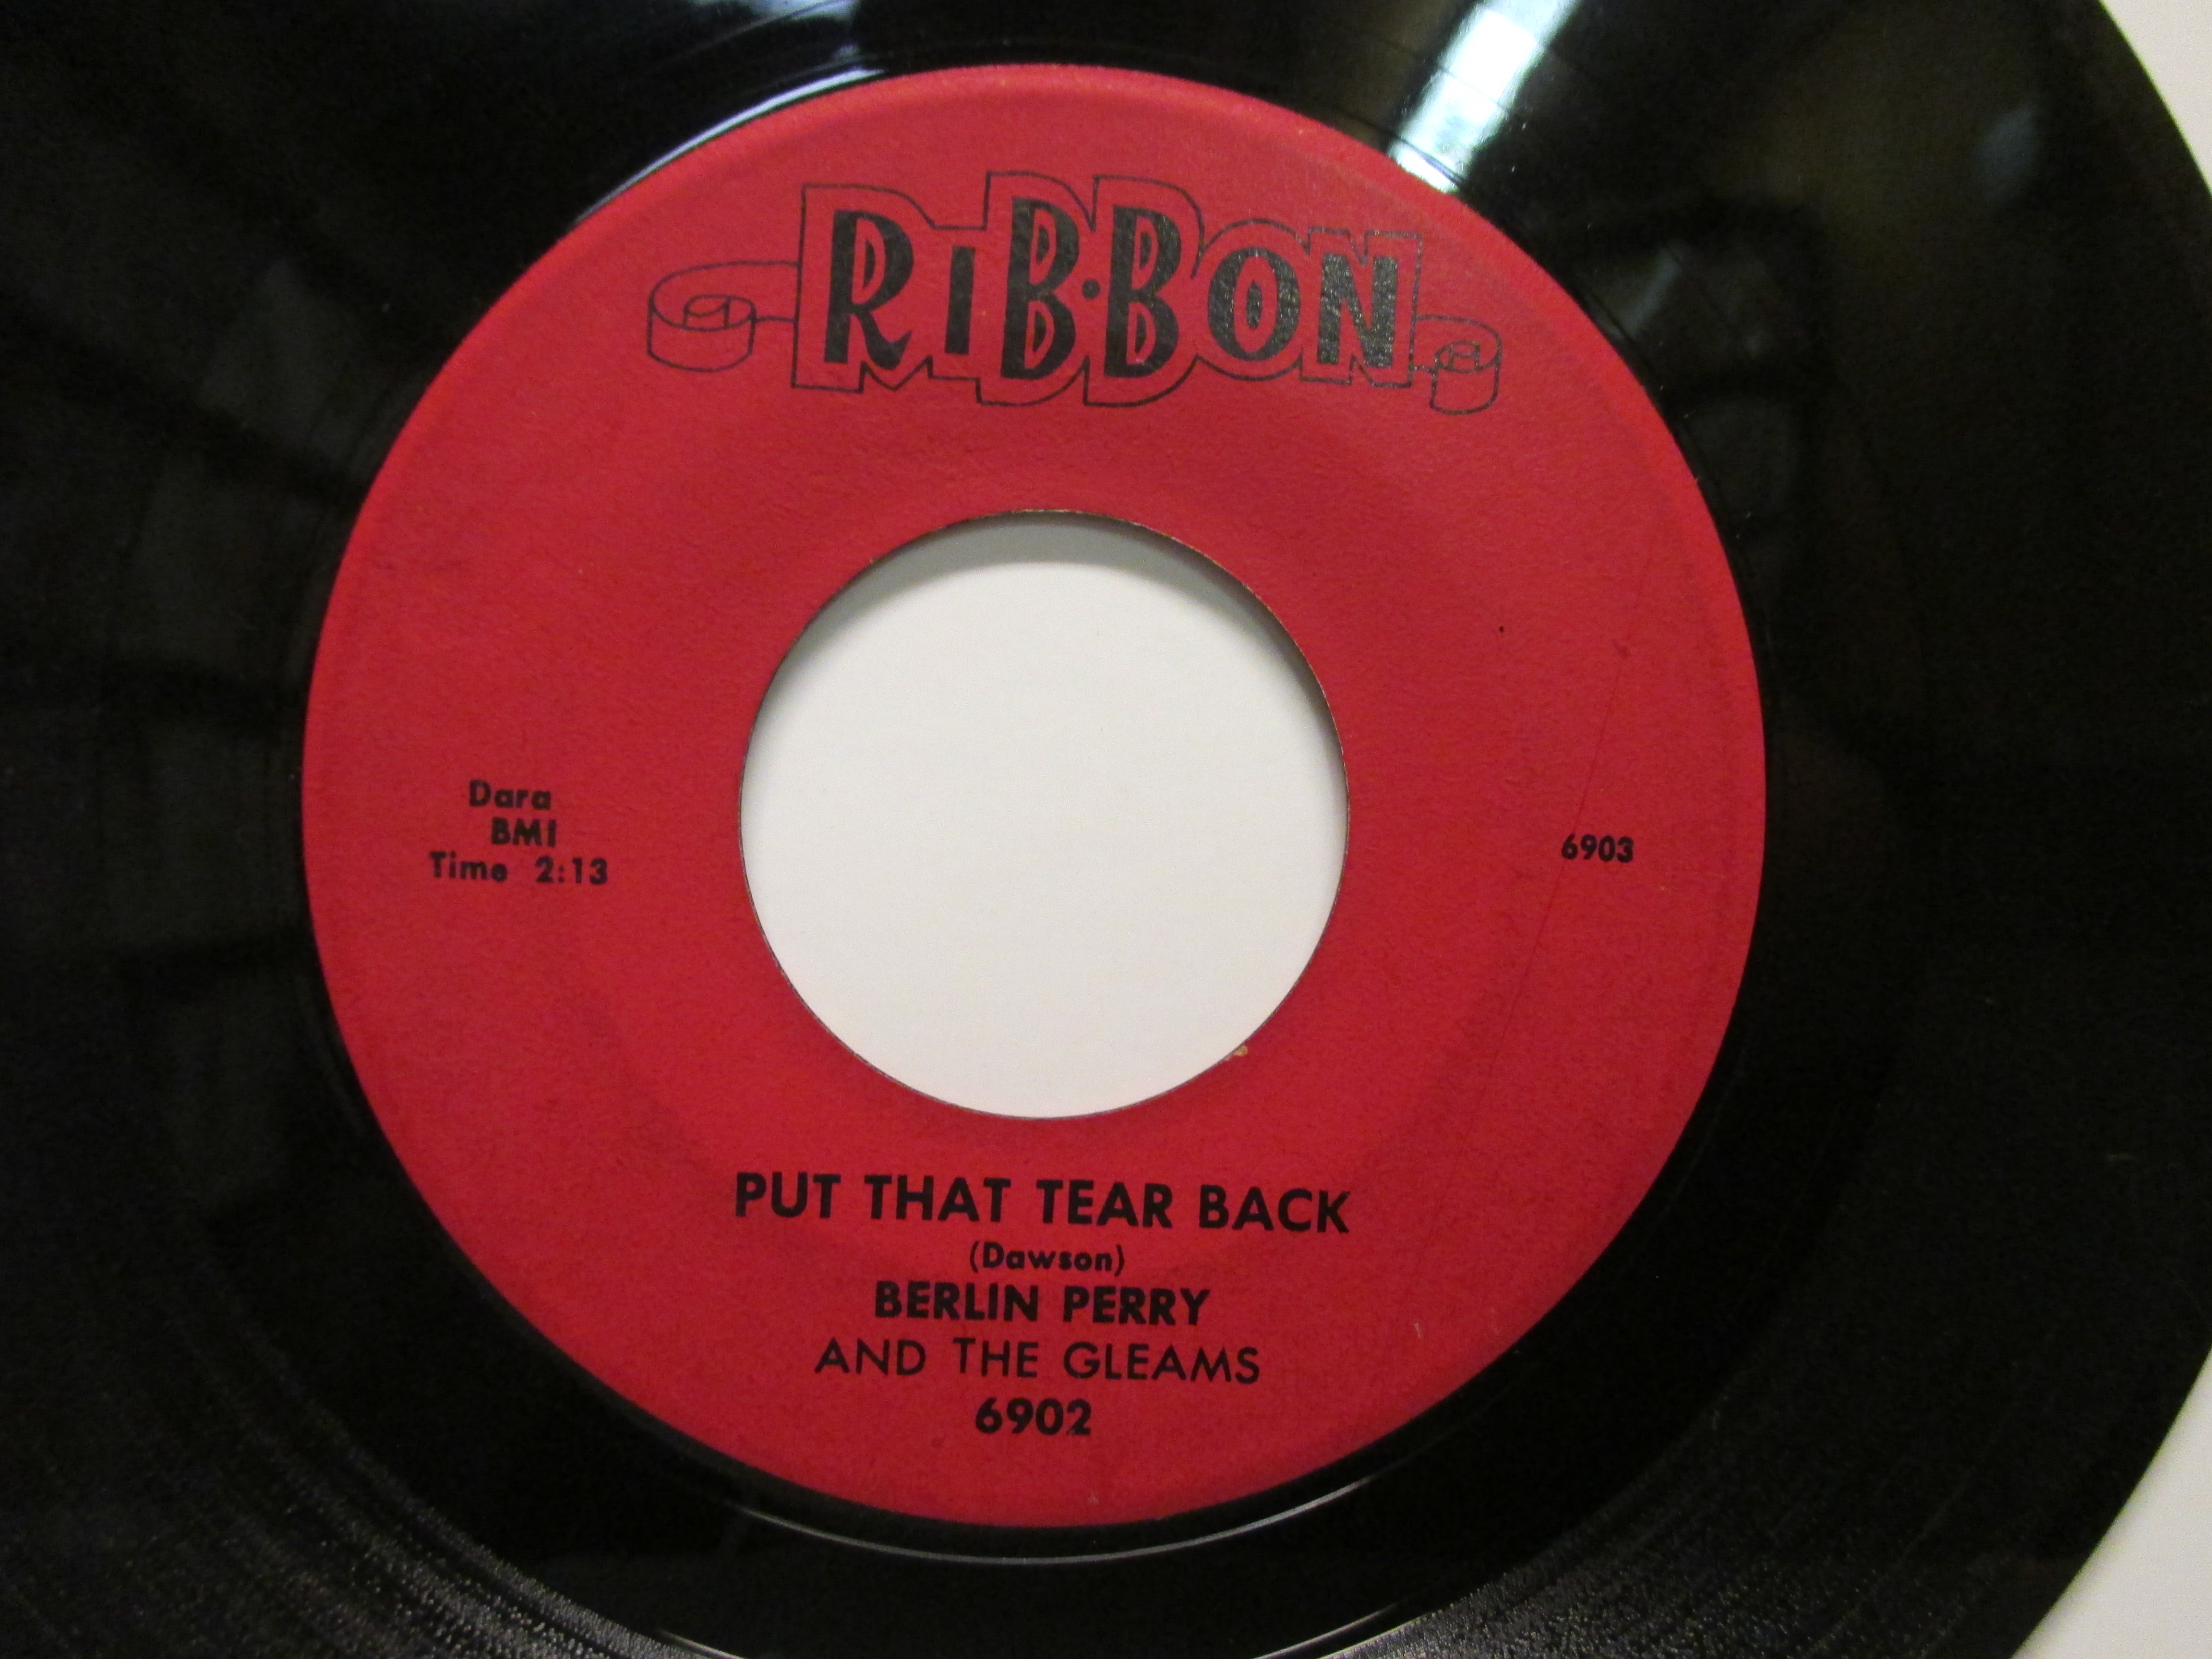 RiB·BON
Dara
BMI
Time 2:13
6903
PUT THAT TEAR BACK
(Dawson)
BERLIN PERRY
AND THE GLEAMS
6902